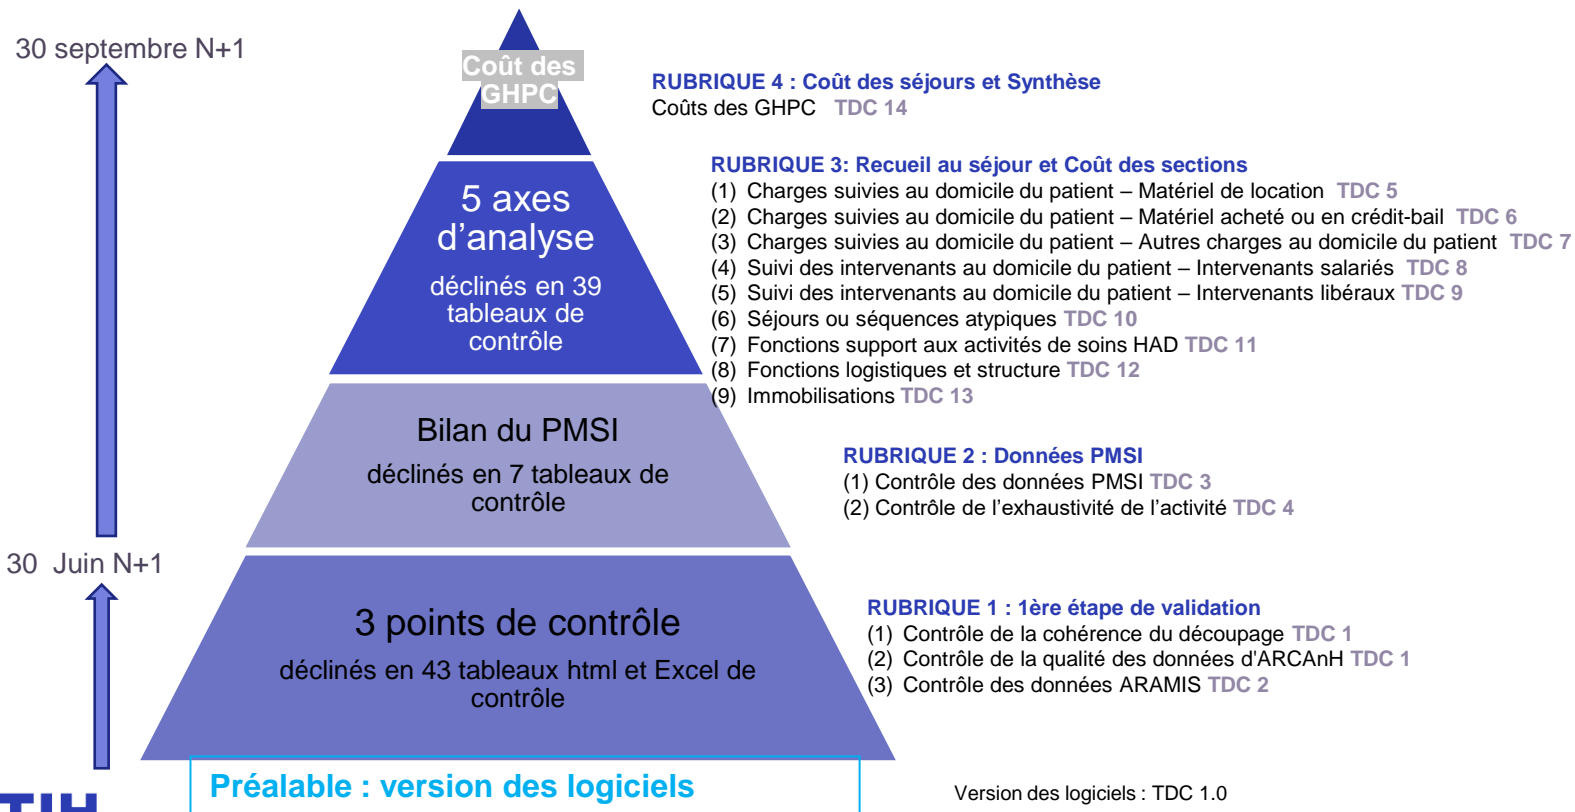 30 septembre N+1
Coût des
GHPC
RUBRIQUE 4 : Coût des séjours et Synthèse
Coûts des GHPC TDC 14
5 axes
d’analyse
déclinés en 39
tableaux de
contrôle
RUBRIQUE 3: Recueil au séjour et Coût des sections
(1) Charges suivies au domicile du patient – Matériel de location TDC 5
(2) Charges suivies au domicile du patient – Matériel acheté ou en crédit-bail TDC 6
(3) Charges suivies au domicile du patient – Autres charges au domicile du patient TDC 7
(4) Suivi des intervenants au domicile du patient – Intervenants salariés TDC 8
(5) Suivi des intervenants au domicile du patient – Intervenants libéraux TDC 9
(6) Séjours ou séquences atypiques TDC 10
(7) Fonctions support aux activités de soins HAD TDC 11
(8) Fonctions logistiques et structure TDC 12
(9) Immobilisations TDC 13
Bilan du PMSI
déclinés en 7 tableaux de
contrôle
RUBRIQUE 2 : Données PMSI
(1) Contrôle des données PMSI TDC 3
(2) Contrôle de l’exhaustivité de l’activité TDC 4
30 Juin N+1
3 points de contrôle
déclinés en 43 tableaux html et Excel de
contrôle
RUBRIQUE 1 : 1ère étape de validation
(1) Contrôle de la cohérence du découpage TDC 1
(2) Contrôle de la qualité des données d'ARCAnH TDC 1
(3) Contrôle des données ARAMIS TDC 2
Préalable : version des logiciels
Version des logiciels : TDC 1.0